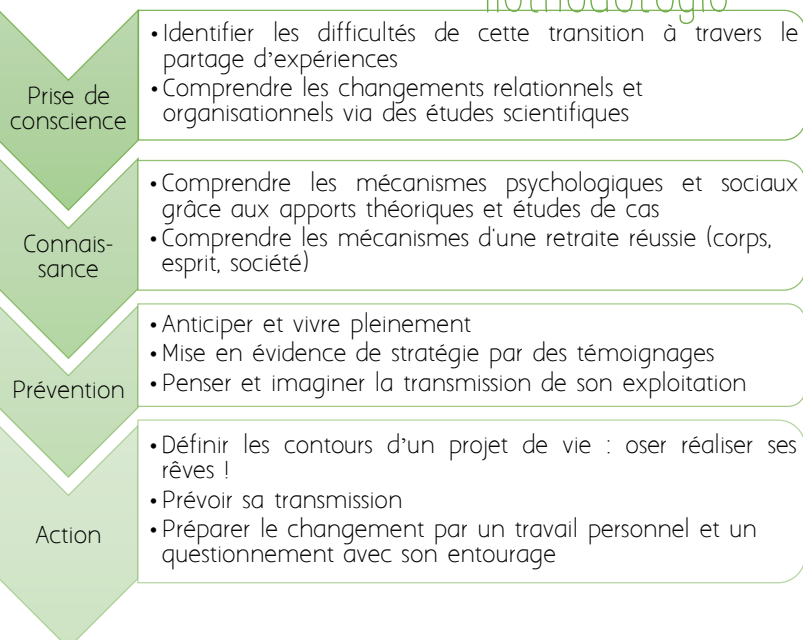 Méthodologie
Prise de
conscience
• Identifier les difficultés de cette transition à travers le
partage d'expériences
• Comprendre les changements relationnels et
organisationnels via des études scientifiques
Connais-
sance
• Comprendre les mécanismes psychologiques et sociaux
grâce aux apports théoriques et études de cas
• Comprendre les mécanismes d'une retraite réussie (corps,
esprit, société)
Prévention
• Anticiper et vivre pleinement
• Mise en évidence de stratégie par des témoignages
• Penser et imaginer la transmission de son exploitation
Action
• Définir les contours d'un projet de vie : oser réaliser ses
rêves !
• Prévoir sa transmission
• Préparer le changement par un travail personnel et un
questionnement avec son entourage